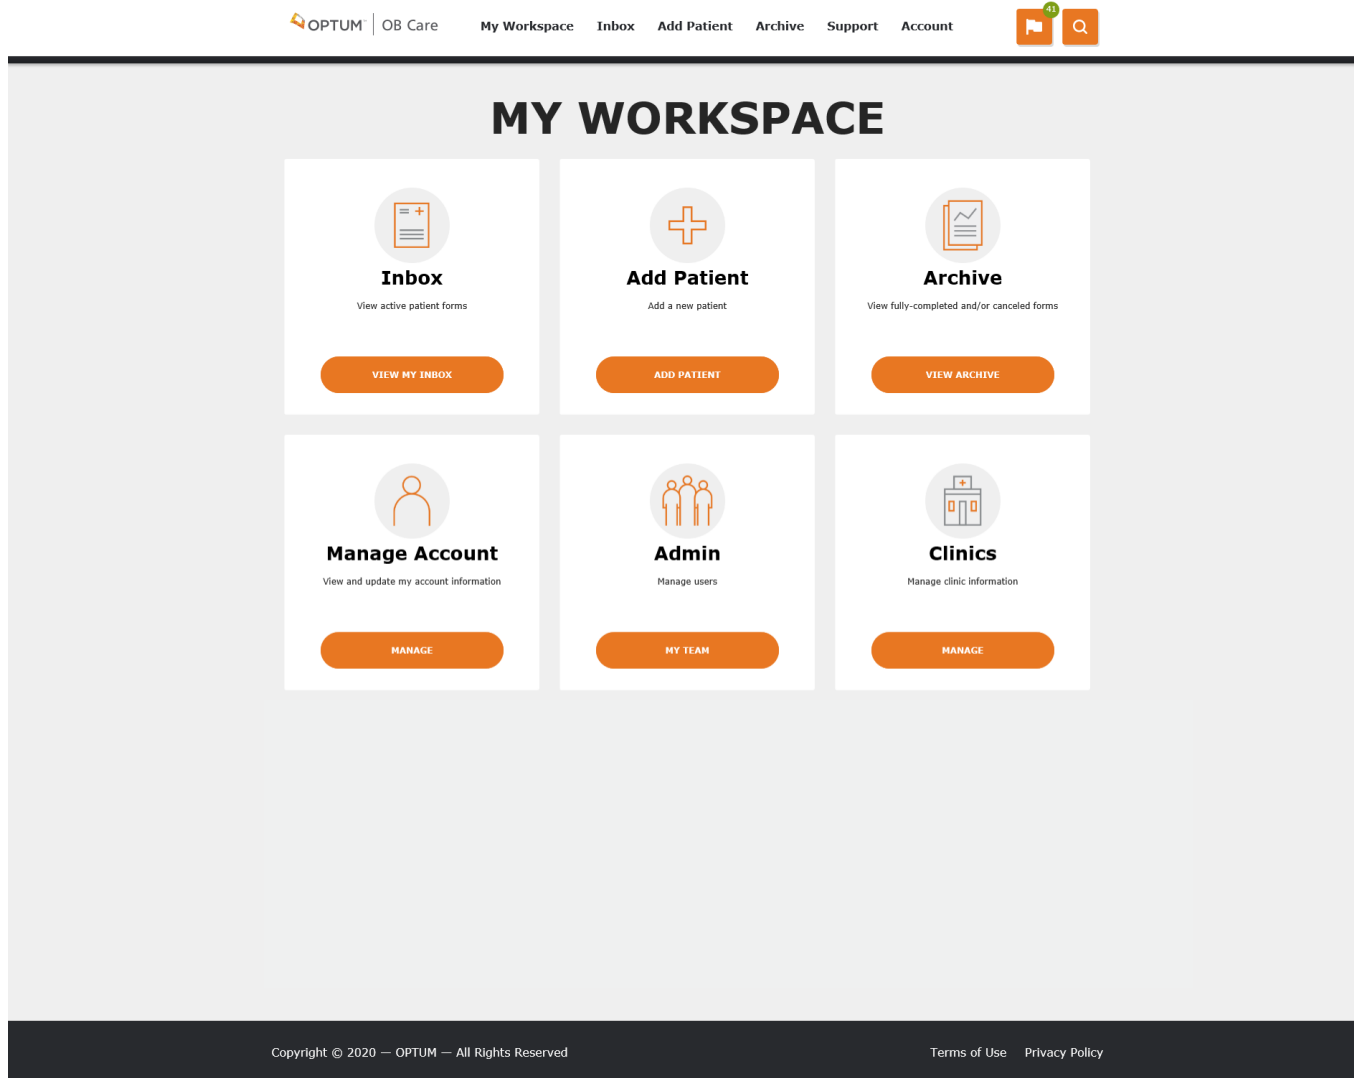 OPTUM™ OB Care My Workspace Inbox Add Patient Archive Support Account 41
MY WORKSPACE
Inbox
View active patient forms
VIEW MY INBOX
Add Patient
Add a new patient
ADD PATIENT
Archive
View fully-completed and/or canceled forms
VIEW ARCHIVE
Manage Account
View and update my account information
MANAGE
Admin
Manage users
MY TEAM
Clinics
Manage clinic information
MANAGE
Copyright © 2020 — OPTUM — All Rights Reserved Terms of Use Privacy Policy